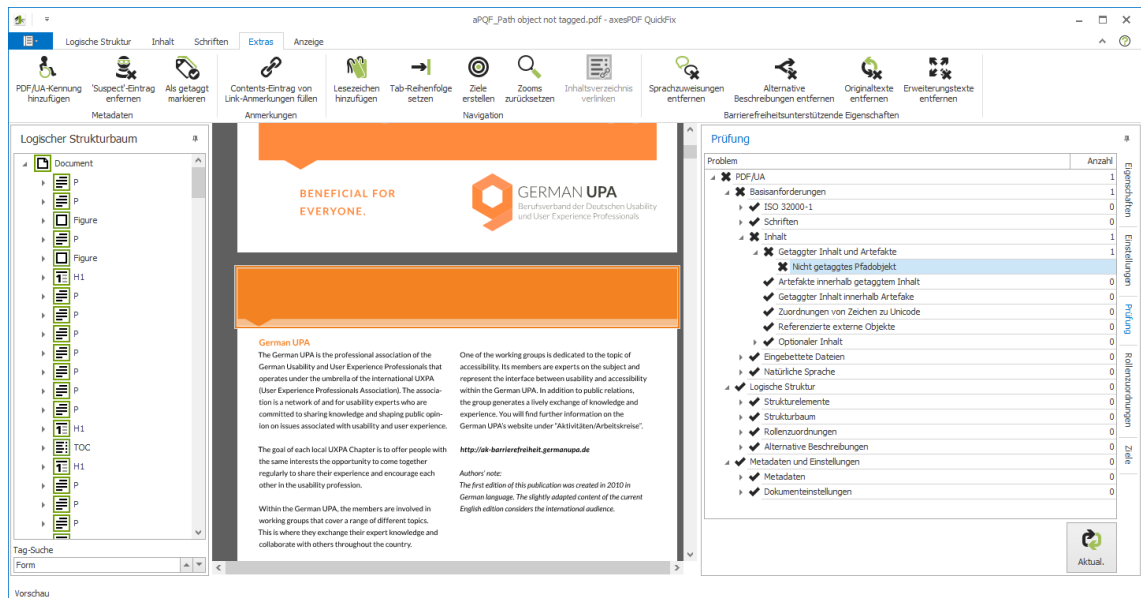 aPQF_Path object not tagged.pdf - axesPDF QuickFix
Logische Struktur Inhalt Schriften Extras Anzeige
PDF/UA-Kennung hinzufügen
'Suspect'-Eintrag entfernen
Als getaggt markieren
Contents-Eintrag von Link-Anmerkungen füllen
Lesezeichen hinzufügen
Tab-Reihenfolge setzen
Ziele erstellen
Zooms zurücksetzen
Inhaltsverzeichnis verlinken
Sprachzuweisungen entfernen
Alternative Beschreibungen entfernen
Originaltexte entfernen
Erweiterungstexte entfernen
Metadaten Anmerkungen Navigation Barrierefreiheitsunterstützende Eigenschaften
Logischer Strukturbaum
Document
P
P
Figure
P
Figure
H1
P
P
P
P
P
P
P
H1
TOC
H1
P
P
P
Tag-Suche
Form
Vorschau
BENEFICIAL FOR
EVERYONE.
GERMAN UPA
Berufsverband der Deutschen Usability
und User Experience Professionals
German UPA
The German UPA is the professional association of the
German Usability and User Experience Professionals that
operates under the umbrella of the international UXPA
(User Experience Professionals Association). The associa-
tion is a network of and for usability experts who are
committed to sharing knowledge and shaping public opin-
ion on issues associated with usability and user experience.
The goal of each local UXPA Chapter is to offer people with
the same interests the opportunity to come together
regularly to share their experience and encourage each
other in the usability profession.
Within the German UPA, the members are involved in
working groups that cover a range of different topics.
This is where they exchange their expert knowledge and
collaborate with others throughout the country.
One of the working groups is dedicated to the topic of
accessibility. Its members are experts on the subject and
represent the interface between usability and accessibility
within the German UPA. In addition to public relations,
the group generates a lively exchange of knowledge and
experience. You will find further information on the
German UPA's website under "Aktivitäten/Arbeitskreise".
http://ak-barrierefreiheit.germanupa.de
Authors' note:
The first edition of this publication was created in 2010 in
German language. The slightly adapted content of the current
English edition considers the international audience.
Prüfung
Problem Anzahl
PDF/UA 1
Basisanforderungen 1
ISO 32000-1 0
Schriften 0
Inhalt 1
Getaggter Inhalt und Artefakte 1
Nicht getaggtes Pfadobjekt
Artefakte innerhalb getaggtem Inhalt 0
Getaggter Inhalt innerhalb Artefake 0
Zuordnungen von Zeichen zu Unicode 0
Referenzierte externe Objekte 0
Optionaler Inhalt 0
Eingebettete Dateien 0
Natürliche Sprache 0
Logische Struktur 0
Strukturelemente 0
Strukturbaum 0
Rollenzuordnungen 0
Alternative Beschreibungen 0
Metadaten und Einstellungen 0
Metadaten 0
Dokumenteinstellungen 0
Aktual.
Eigenschaften
Einstellungen
Prüfung
Rollenzuordnungen
Ziele